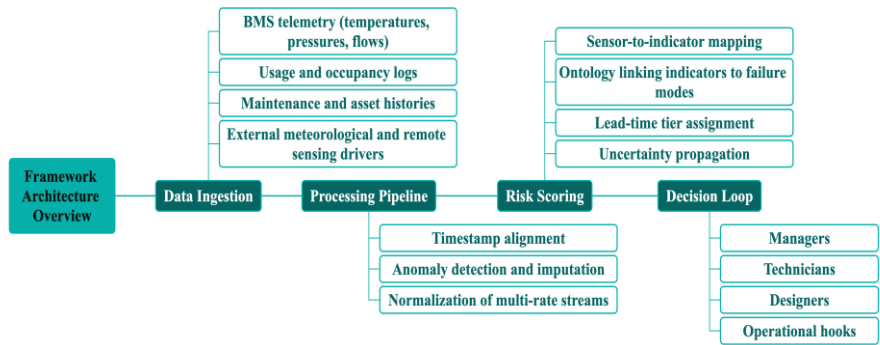 Framework
Architecture
Overview
Data Ingestion
BMS telemetry (temperatures,
pressures, flows)
Usage and occupancy logs
Maintenance and asset histories
External meteorological and remote
sensing drivers
Processing Pipeline
Timestamp alignment
Anomaly detection and imputation
Normalization of multi-rate streams
Risk Scoring
Sensor-to-indicator mapping
Ontology linking indicators to failure
modes
Lead-time tier assignment
Uncertainty propagation
Decision Loop
Managers
Technicians
Designers
Operational hooks